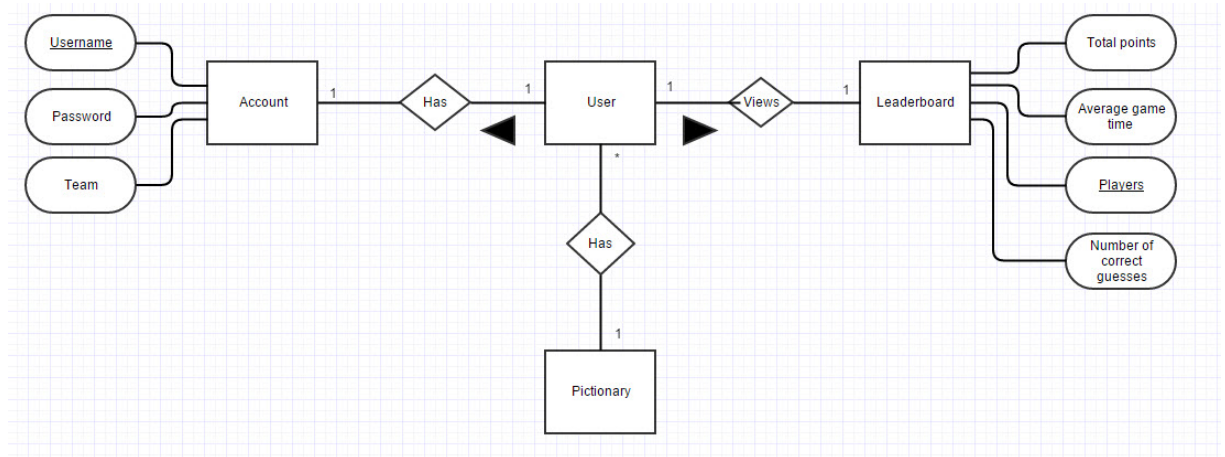 Username
Password
Team
Account
1
Has
1
User
1
Views
1
Leaderboard
Total points
Average game
time
Players
Number of
correct
guesses
*
Has
1
Pictionary